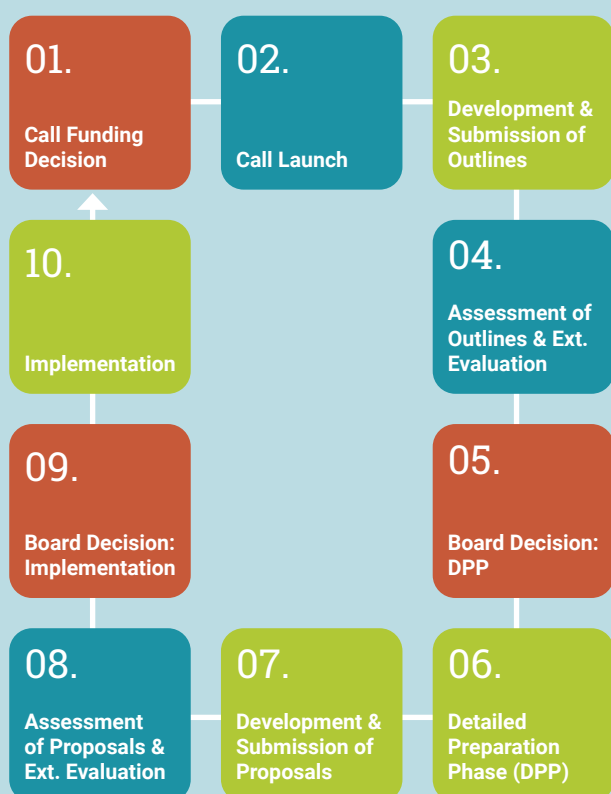 01.
Call Funding
Decision
02.
Call Launch
03.
Development &
Submission of
Outlines
04.
Assessment of
Outlines & Ext.
Evaluation
05.
Board Decision:
DPP
06.
Detailed
Preparation
Phase (DPP)
07.
Development &
Submission of
Proposals
08.
Assessment
of Proposals &
Ext. Evaluation
09.
Board Decision:
Implementation
10.
Implementation